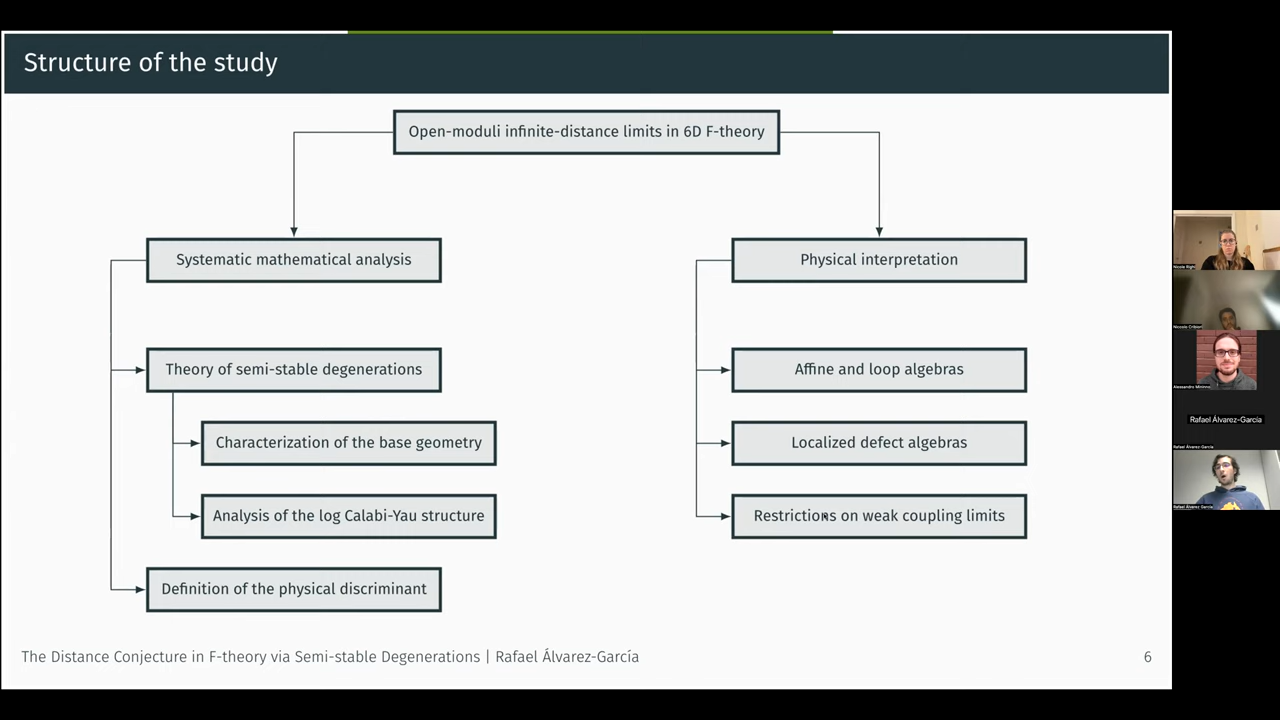 Structure of the study
Open-moduli infinite-distance limits in 6D F-theory
Systematic mathematical analysis
Physical interpretation
Theory of semi-stable degenerations
Affine and loop algebras
Characterization of the base geometry
Localized defect algebras
Analysis of the log Calabi-Yau structure
Restrictions on weak coupling limits
Definition of the physical discriminant
The Distance Conjecture in F-theory via Semi-stable Degenerations | Rafael Álvarez-García
6
Nicole Righi
Niccolò Cribiori
Alessandro Mininno
Rafael Álvarez-García
Rafael Álvarez-García
Rafael Álvarez García